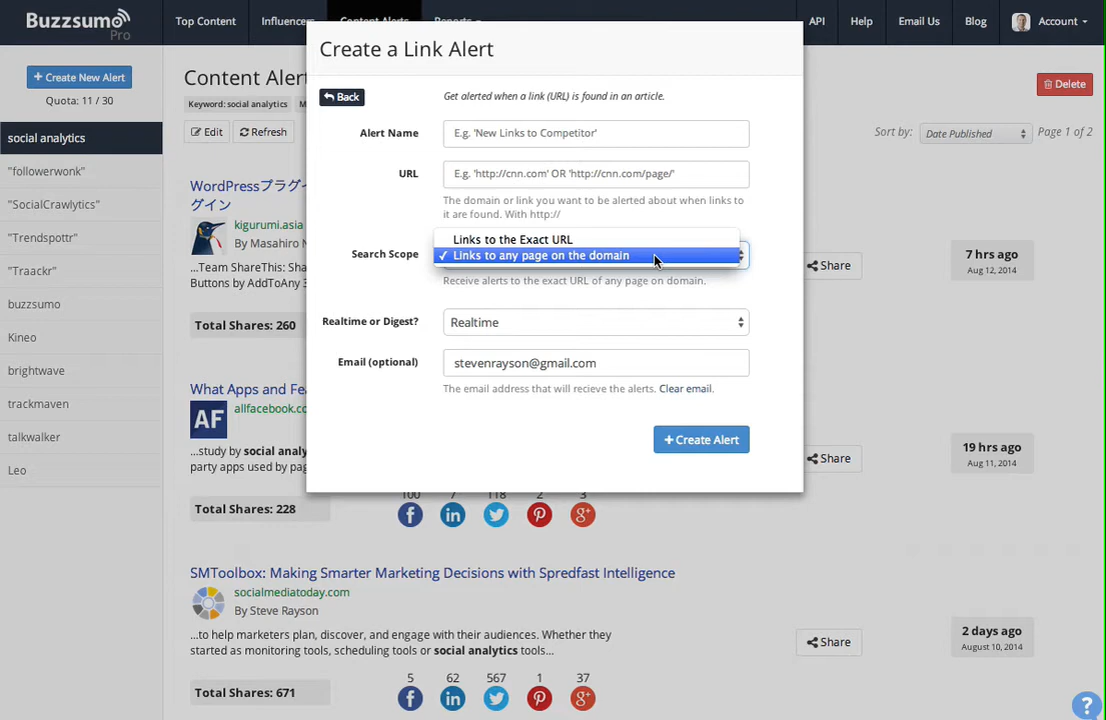 Buzzsumo
Pro
Top Content
Influencers
Content Alerts
Reports
API
Help
Email Us
Blog
Account
+ Create New Alert
Quota: 11 / 30
social analytics
"followerwonk"
"SocialCrawlytics"
"Trendspottr"
"Traackr"
buzzsumo
Kineo
brightwave
trackmaven
talkwalker
Leo
Content Aler
Delete
Keyword: social analytics
Edit
Refresh
Sort by:
Date Published
Page 1 of 2
Create a Link Alert
Back
Get alerted when a link (URL) is found in an article.
Alert Name
E.g. 'New Links to Competitor'
URL
E.g. 'http://cnn.com' OR 'http://cnn.com/page/'
The domain or link you want to be alerted about when links to
it are found. With http://
Search Scope
Links to the Exact URL
✓ Links to any page on the domain
Receive alerts to the exact URL of any page on domain.
Realtime or Digest?
Realtime
Email (optional)
stevenrayson@gmail.com
The email address that will recieve the alerts. Clear email.
+ Create Alert
WordPressプラグイ
グイン
kigurumi.asia
By Masahiro N
...Team ShareThis: Shar
Buttons by AddToAny 3
Total Shares: 260
Share
7 hrs ago
Aug 12, 2014
What Apps and Fea
AF
allfacebook.co
...study by social analy
party apps used by pag
Total Shares: 228
100
7
118
2
3
Share
19 hrs ago
Aug 11, 2014
SMToolbox: Making Smarter Marketing Decisions with Spredfast Intelligence
socialmediatoday.com
By Steve Rayson
...to help marketers plan, discover, and engage with their audiences. Whether they
started as monitoring tools, scheduling tools or social analytics tools...
Total Shares: 671
5
62
567
1
37
Share
2 days ago
August 10, 2014
?